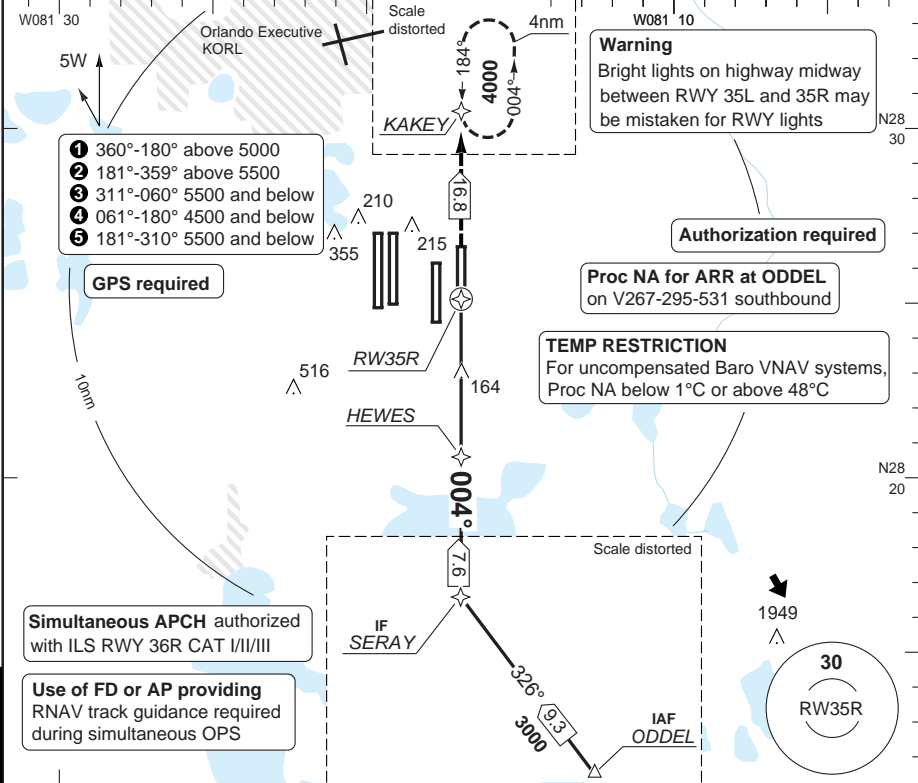 W081 30
Orlando Executive
KORL
Scale
distorted
4nm
W081 10
5W
184°
4000
004°
KAKEY
Warning
Bright lights on highway midway
between RWY 35L and 35R may
be mistaken for RWY lights
N28
30
1 360°-180° above 5000
2 181°-359° above 5500
3 311°-060° 5500 and below
4 061°-180° 4500 and below
5 181°-310° 5500 and below
16.8
210
355
215
Authorization required
GPS required
Proc NA for ARR at ODDEL
on V267-295-531 southbound
RW35R
TEMP RESTRICTION
For uncompensated Baro VNAV systems,
Proc NA below 1°C or above 48°C
10nm
516
164
HEWES
004°
N28
20
Scale distorted
7.6
IF
SERAY
Simultaneous APCH authorized
with ILS RWY 36R CAT I/II/III
1949
30
RW35R
326°
9.3
3000
Use of FD or AP providing
RNAV track guidance required
during simultaneous OPS
IAF
ODDEL